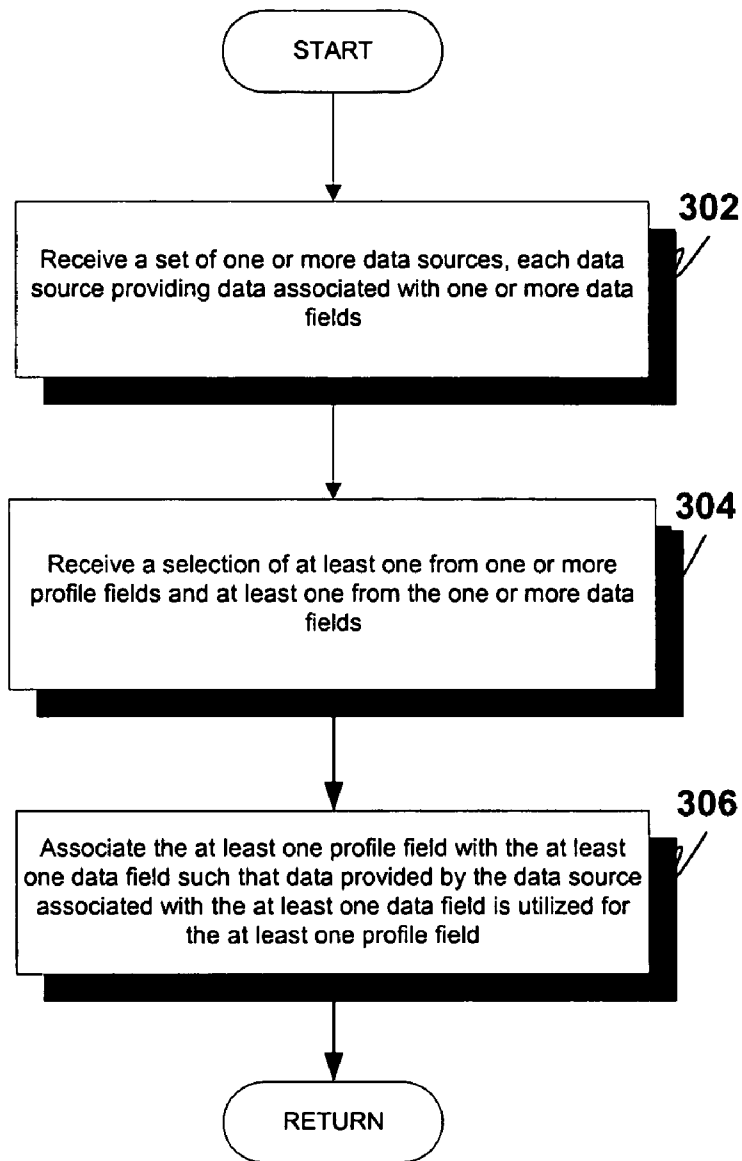 START
302
Receive a set of one or more data sources, each data
source providing data associated with one or more data
fields
304
Receive a selection of at least one from one or more
profile fields and at least one from the one or more data
fields
306
Associate the at least one profile field with the at least
one data field such that data provided by the data source
associated with the at least one data field is utilized for
the at least one profile field
RETURN